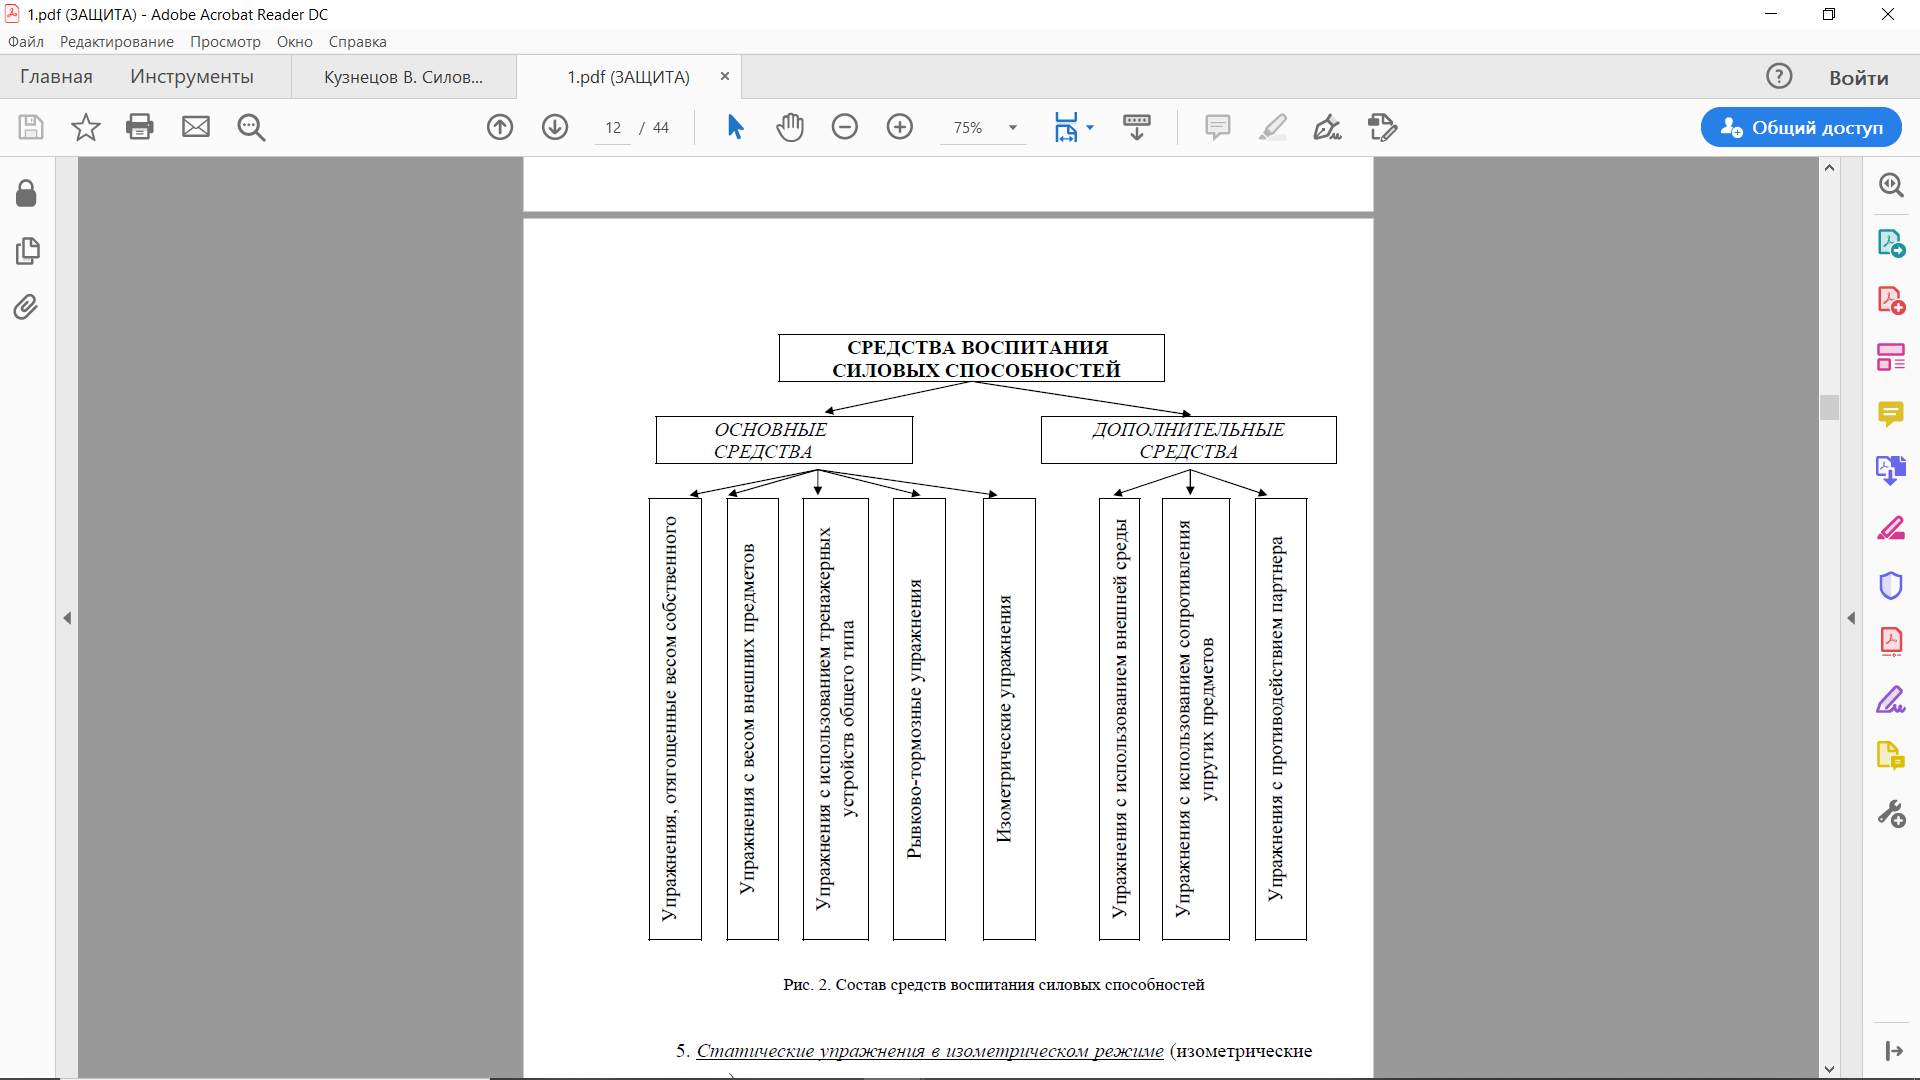 1.pdf (ЗАЩИТА) - Adobe Acrobat Reader DC
Файл Редактирование Просмотр Окно Справка
Главная Инструменты Кузнецов В. Силов... 1.pdf (ЗАЩИТА) Войти
12 / 44 75% Общий доступ
СРЕДСТВА ВОСПИТАНИЯ
СИЛОВЫХ СПОСОБНОСТЕЙ
ОСНОВНЫЕ
СРЕДСТВА
ДОПОЛНИТЕЛЬНЫЕ
СРЕДСТВА
Упражнения, отягощенные весом собственного
Упражнения с весом внешних предметов
Упражнения с использованием тренажерных
устройств общего типа
Рывково-тормозные упражнения
Изометрические упражнения
Упражнения с использованием внешней среды
Упражнения с использованием сопротивления
упругих предметов
Упражнения с противодействием партнера
Рис. 2. Состав средств воспитания силовых способностей
5. Статические упражнения в изометрическом режиме (изометрические